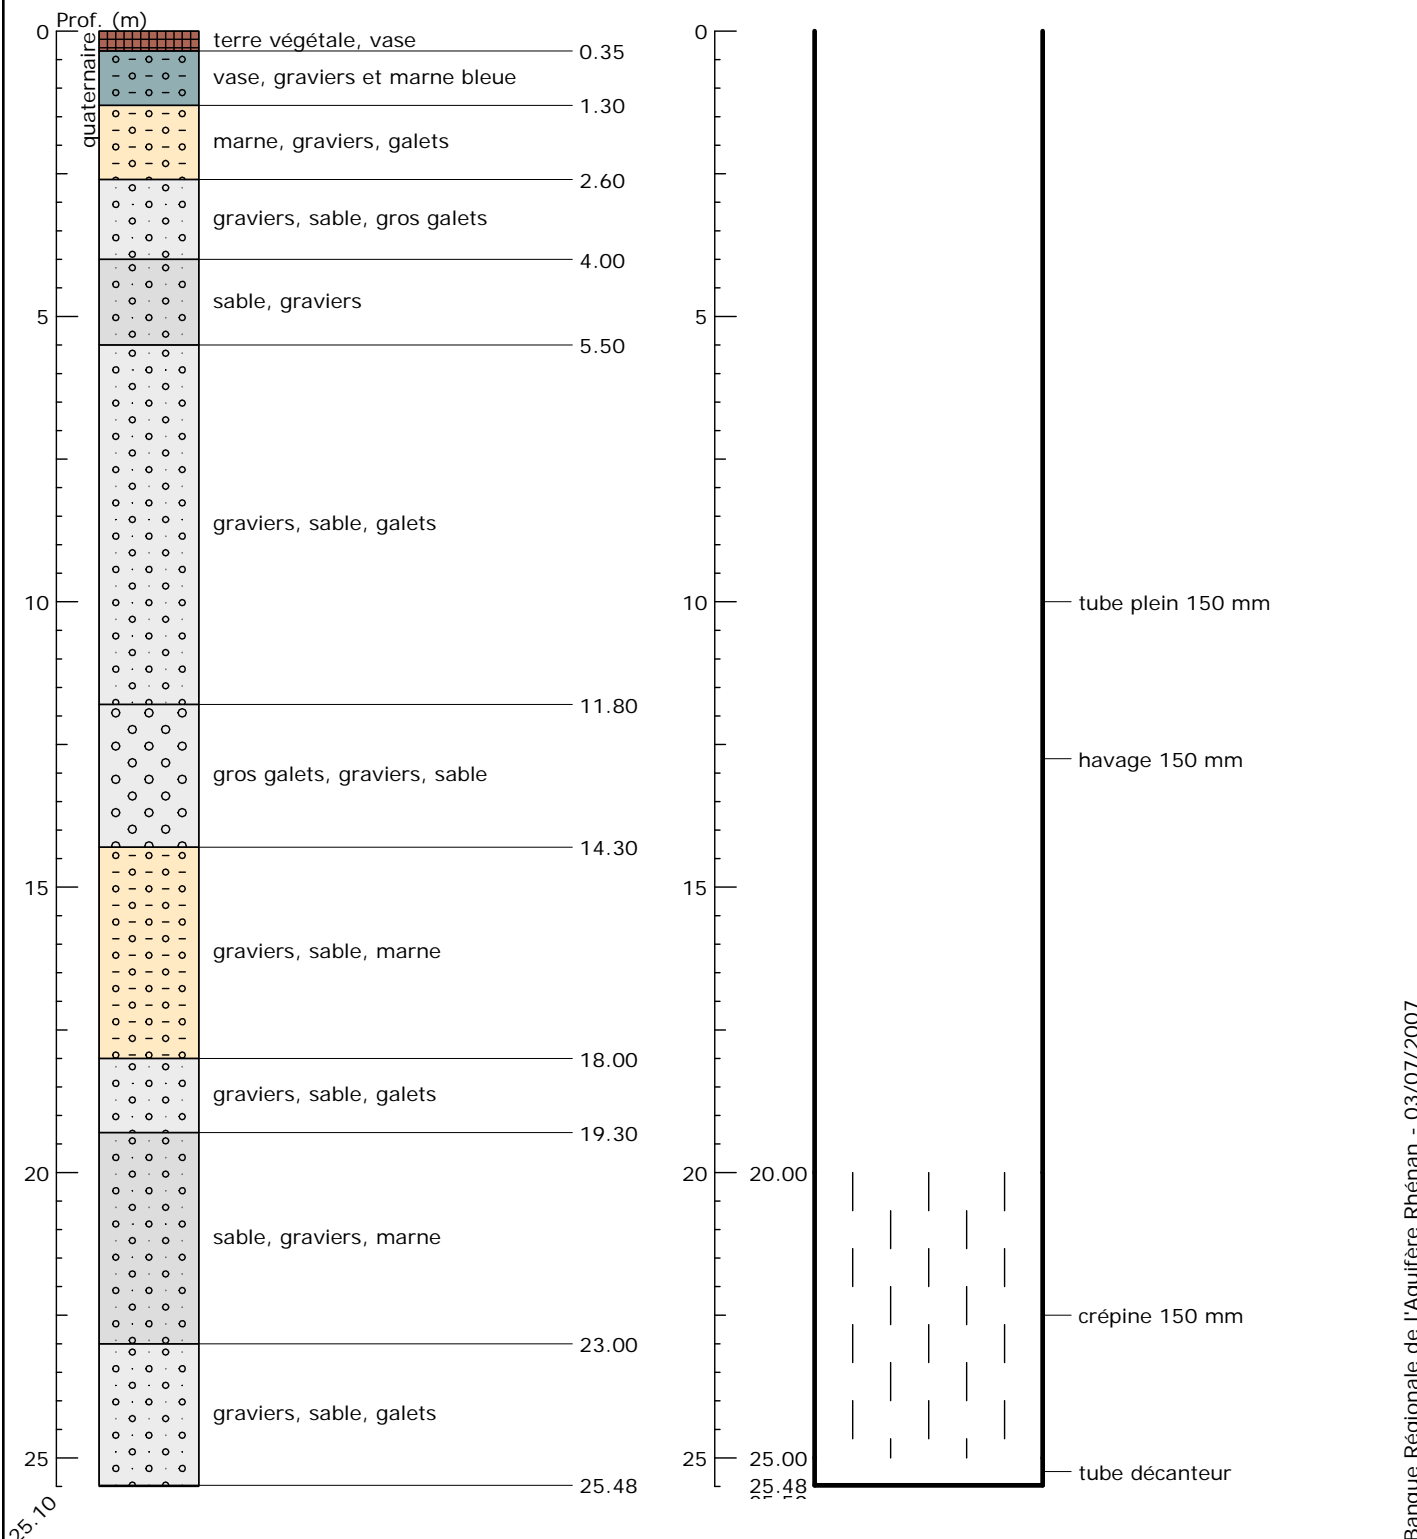 Prof. (m)
0
quaternaire
terre végétale, vase
0.35
vase, graviers et marne bleue
1.30
marne, graviers, galets
2.60
graviers, sable, gros galets
4.00
sable, graviers
5
5.50
graviers, sable, galets
10
11.80
gros galets, graviers, sable
14.30
15
graviers, sable, marne
18.00
graviers, sable, galets
19.30
20
sable, graviers, marne
23.00
graviers, sable, galets
25
25.48
25.10
0
5
10
tube plein 150 mm
havage 150 mm
15
20 20.00
crépine 150 mm
25 25.00
tube décanteur
25.48
Banque Régionale de l'Aquifère Rhénan - 03/07/2007